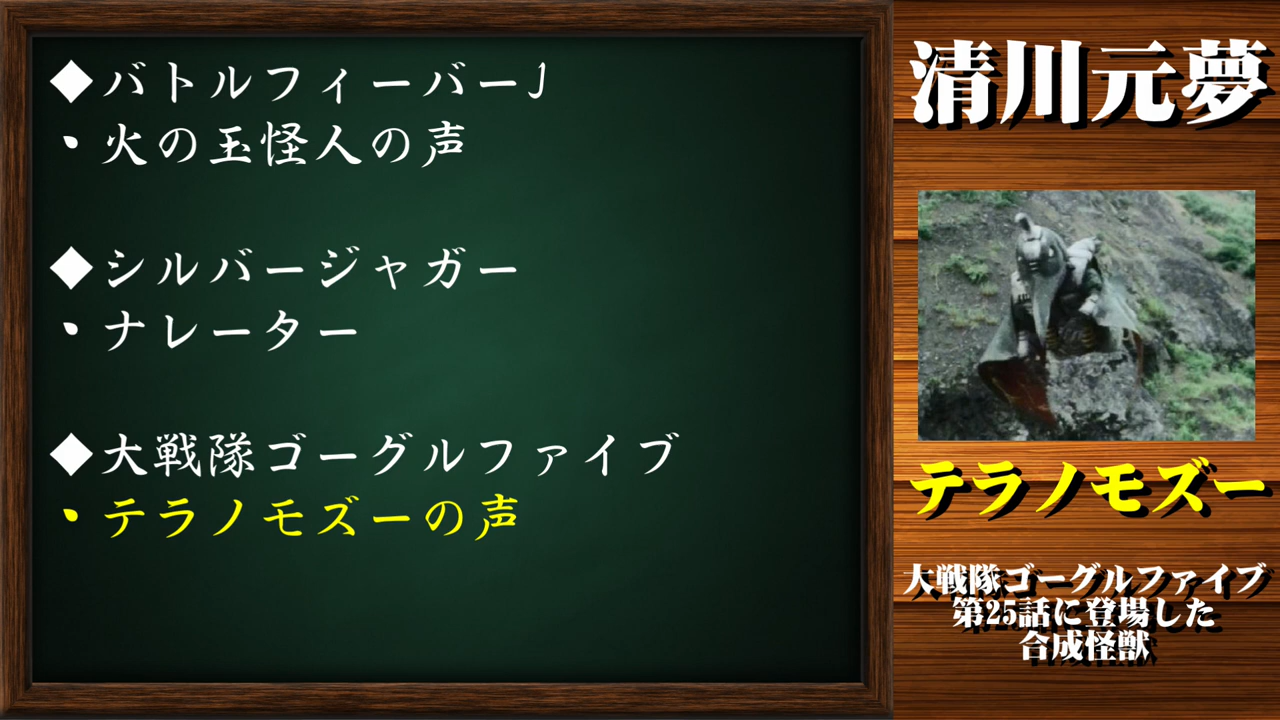 ◆バトルフィーバーJ
・火の玉怪人の声
◆シルバージャガー
・ナレーター
◆大戦隊ゴーグルファイブ
・テラノモズーの声
清川元夢
テラノモズー
大戦隊ゴーグルファイブ
第25話に登場した
合成怪獣